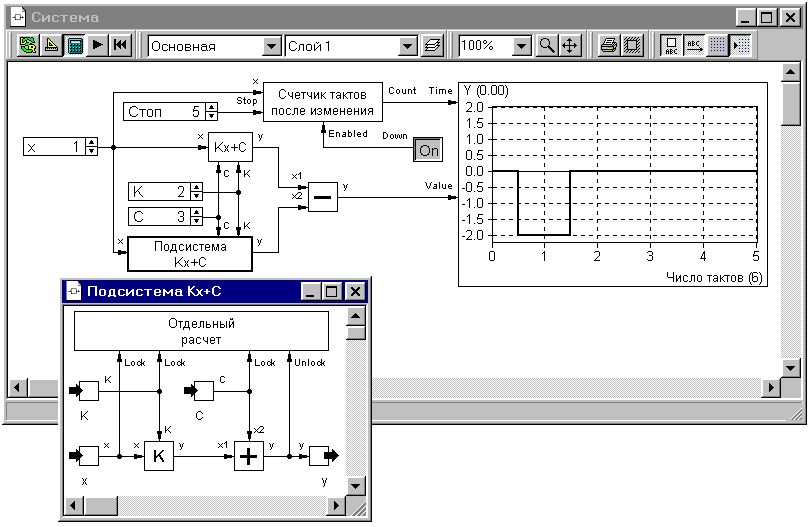 Система
Основная
Слой 1
100%
ABC
ABC
x
Stop
Стоп 5
Счетчик тактов
после изменения
Count
Time
Enabled
Down
On
x 1
x
Kx+C
y
C
K
K 2
C 3
C
K
x
Подсистема
Kx+C
y
x1
x2
y
Value
Y (0.00)
2.0
1.5
1.0
0.5
0.0
-0.5
-1.0
-1.5
-2.0
0 1 2 3 4 5
Число тактов (6)
Подсистема Kx+C
Отдельный
расчет
Lock
Lock
Lock
Unlock
K
K
C
C
K
x2
x
x
x
K
y
x1
y
y
y